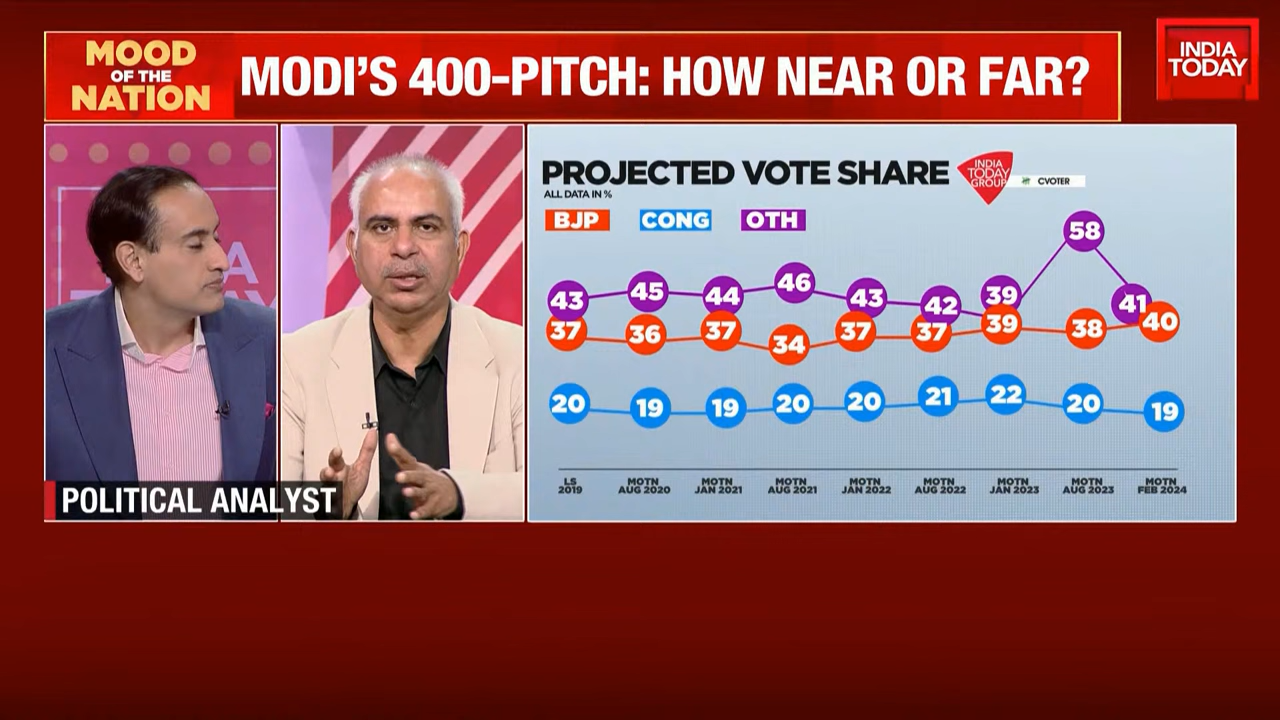 MOOD
OF THE
NATION
MODI'S 400-PITCH: HOW NEAR OR FAR?
INDIA
TODAY
PROJECTED VOTE SHARE
ALL DATA IN %
INDIA
TODAY
GROUP
CVOTER
BJP CONG OTH
43 45 44 46 43 42 39 58 41
37 36 37 34 37 37 39 38 40
20 19 19 20 20 21 22 20 19
LS MOTN MOTN MOTN MOTN MOTN MOTN MOTN MOTN
2019 AUG 2020 JAN 2021 AUG 2021 JAN 2022 AUG 2022 JAN 2023 AUG 2023 FEB 2024
POLITICAL ANALYST